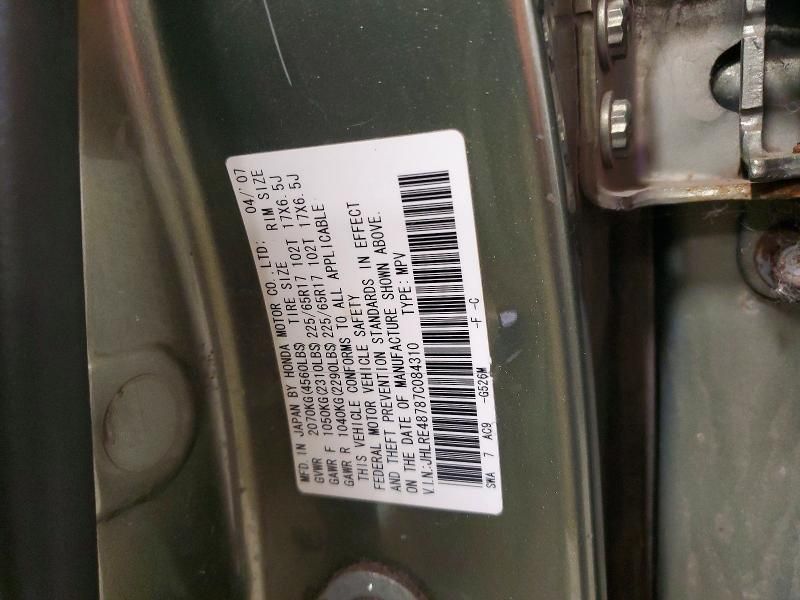 MFD. IN JAPAN BY HONDA MOTOR CO., LTD. 04/'07
GVWR 2070KG(4560LBS) TIRE SIZE RIM SIZE
GAWR F 1050KG(2310LBS) 225/65R17 102T 17X6.5J
GAWR R 1040KG(2290LBS) 225/65R17 102T 17X6.5J
THIS VEHICLE CONFORMS TO ALL APPLICABLE
FEDERAL MOTOR VEHICLE SAFETY
AND THEFT PREVENTION STANDARDS IN EFFECT
ON THE DATE OF MANUFACTURE SHOWN ABOVE.
V.I.N:JHLRE48787C084310 TYPE: MPV
SWA 7 AC9 -G526M -F -C